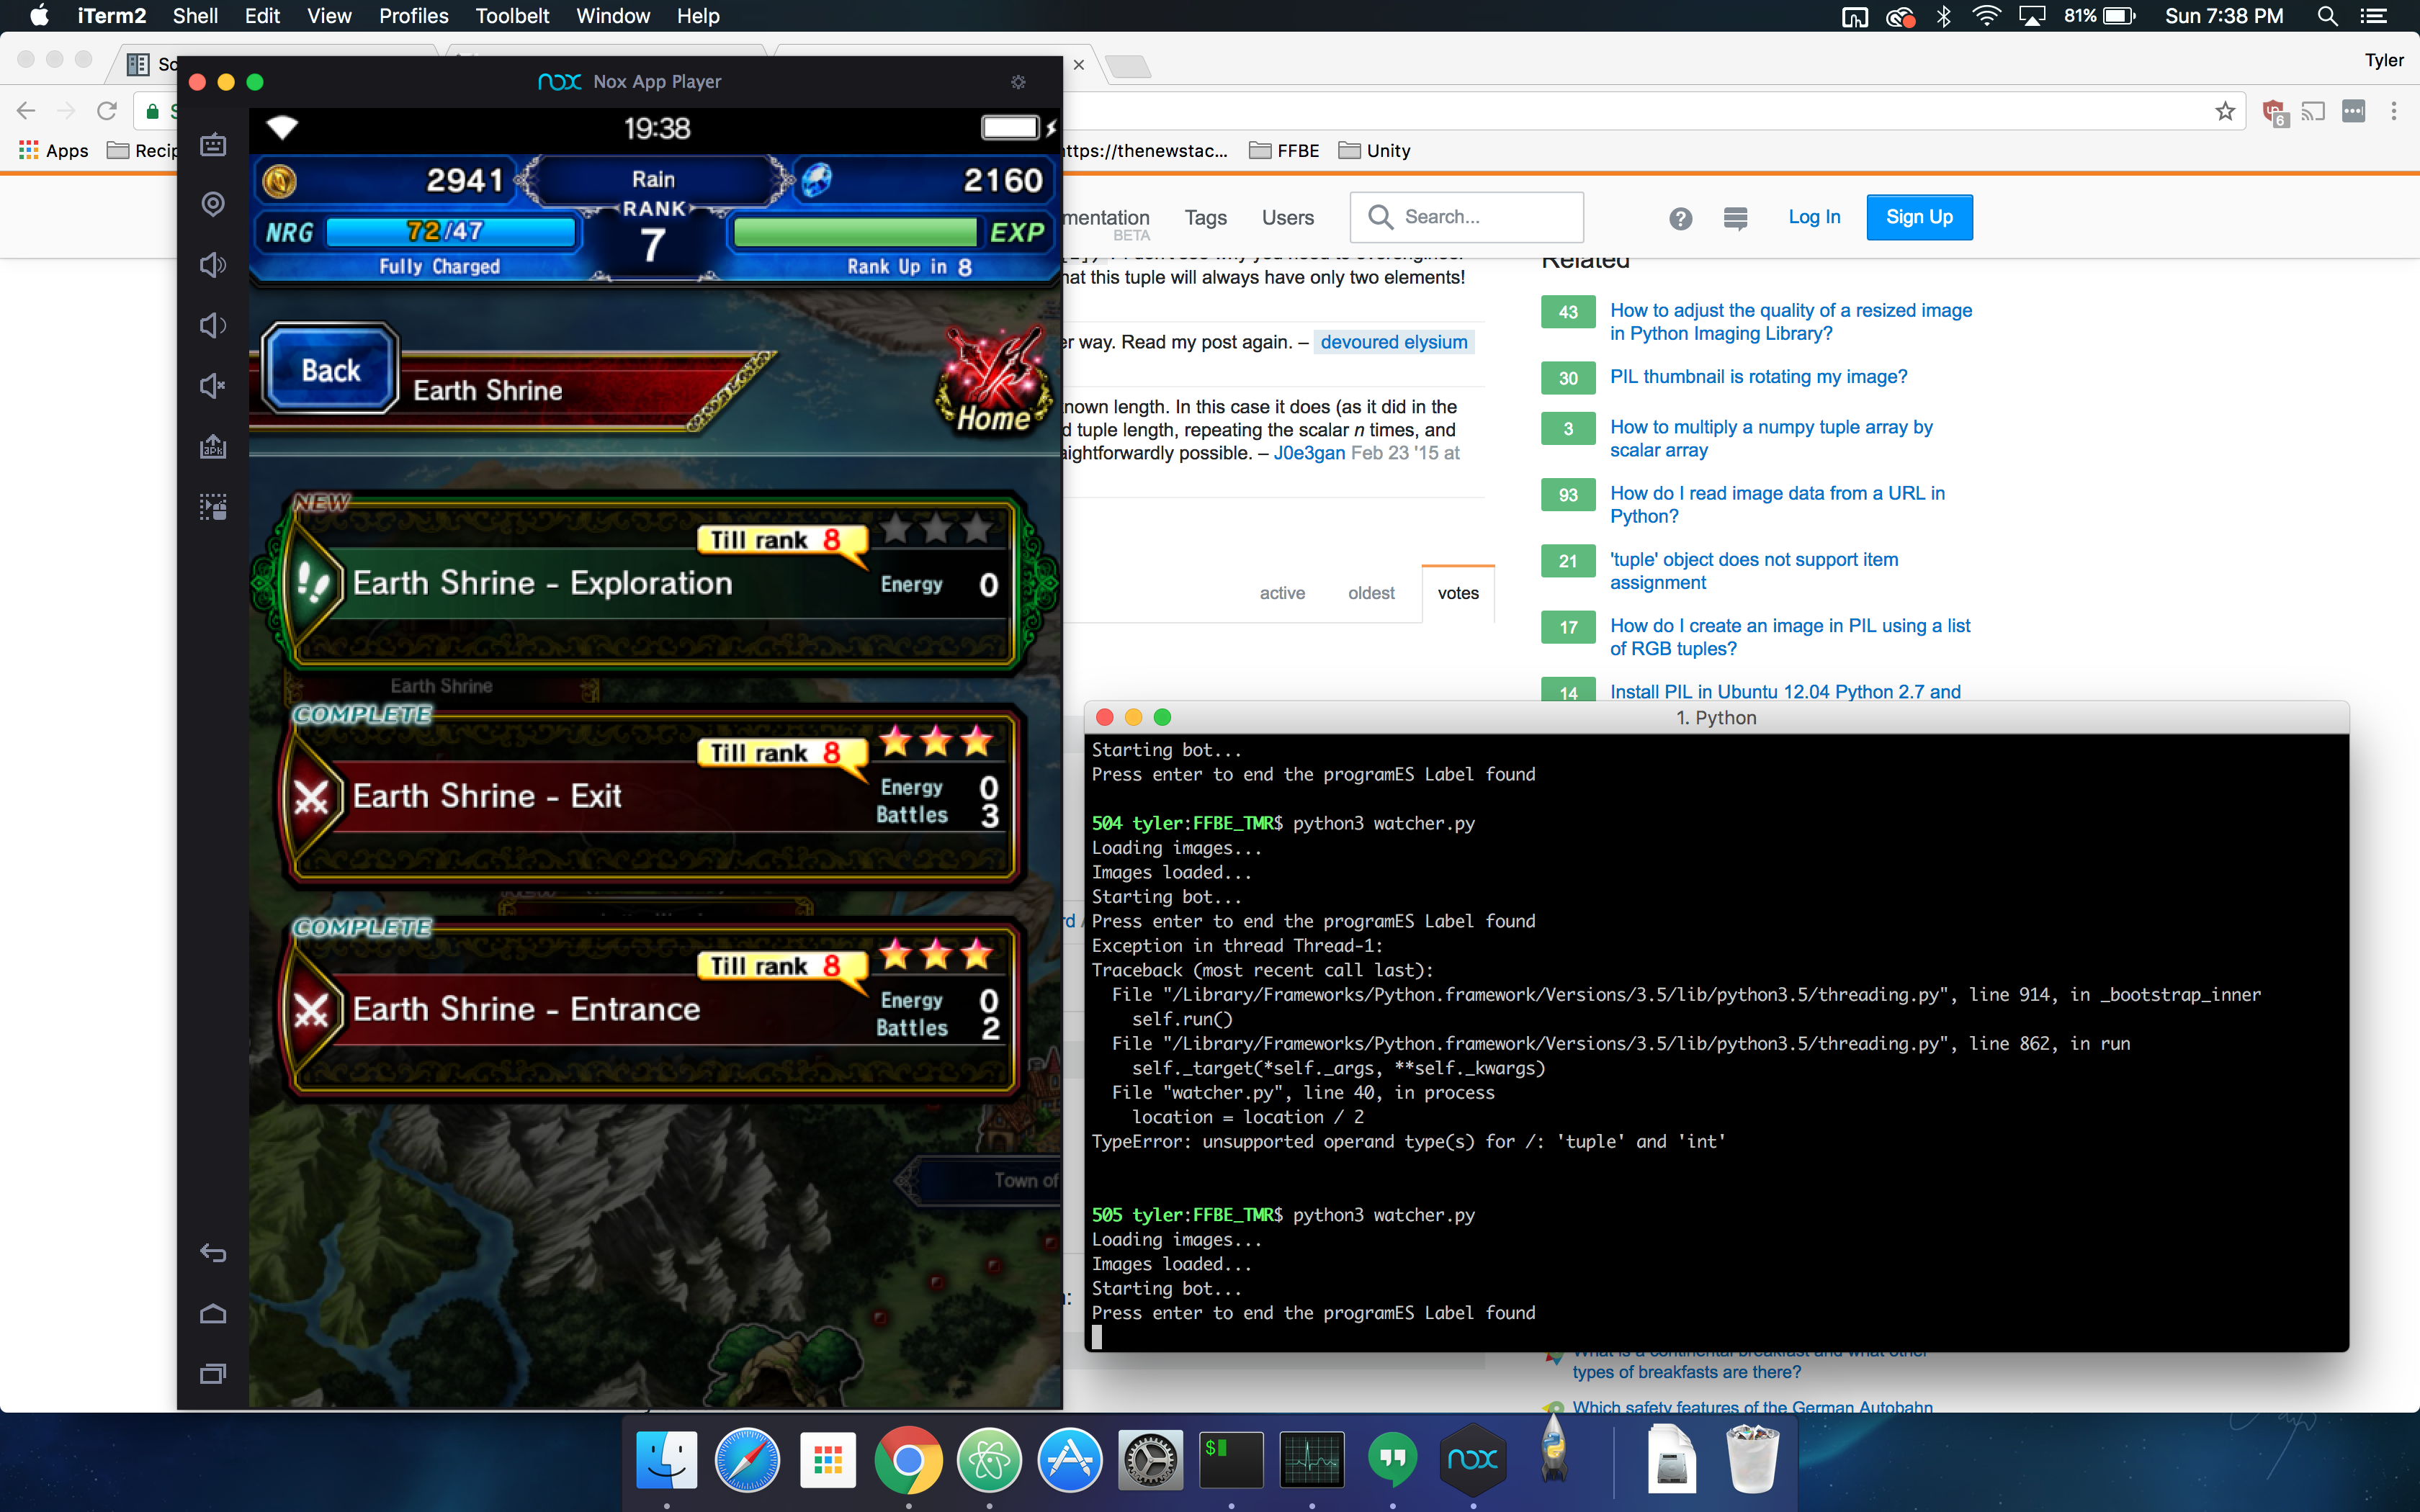 iTerm2 Shell Edit View Profiles Toolbelt Window Help
81% Sun 7:38 PM
Tyler
Nox App Player
Apps
https://thenewstac... FFBE Unity
19:38
2941 Rain 2160
RANK
NRG 72/47 7 EXP
Fully Charged Rank Up in 8
Back Earth Shrine
Home
NEW
Till rank 8
Earth Shrine - Exploration Energy 0
Earth Shrine
COMPLETE
Till rank 8
Earth Shrine - Exit
Energy 0
Battles 3
COMPLETE
Till rank 8
Earth Shrine - Entrance
Energy 0
Battles 2
Town of
Tags Users Search... Log In Sign Up
BETA
hat this tuple will always have only two elements!
er way. Read my post again. – devoured elysium
nown length. In this case it does (as it did in the
d tuple length, repeating the scalar n times, and
aightforwardly possible. – J0e3gan Feb 23 '15 at
active oldest votes
Related
43 How to adjust the quality of a resized image
in Python Imaging Library?
30 PIL thumbnail is rotating my image?
3 How to multiply a numpy tuple array by
scalar array
93 How do I read image data from a URL in
Python?
21 'tuple' object does not support item
assignment
17 How do I create an image in PIL using a list
of RGB tuples?
14 Install PIL in Ubuntu 12.04 Python 2.7 and
1. Python
Starting bot...
Press enter to end the programES Label found
504 tyler:FFBE_TMR$ python3 watcher.py
Loading images...
Images loaded...
Starting bot...
Press enter to end the programES Label found
Exception in thread Thread-1:
Traceback (most recent call last):
File "/Library/Frameworks/Python.framework/Versions/3.5/lib/python3.5/threading.py", line 914, in _bootstrap_inner
self.run()
File "/Library/Frameworks/Python.framework/Versions/3.5/lib/python3.5/threading.py", line 862, in run
self._target(*self._args, **self._kwargs)
File "watcher.py", line 40, in process
location = location / 2
TypeError: unsupported operand type(s) for /: 'tuple' and 'int'
505 tyler:FFBE_TMR$ python3 watcher.py
Loading images...
Images loaded...
Starting bot...
Press enter to end the programES Label found
types of breakfasts are there?
Which safety features of the German Autobahn
nox